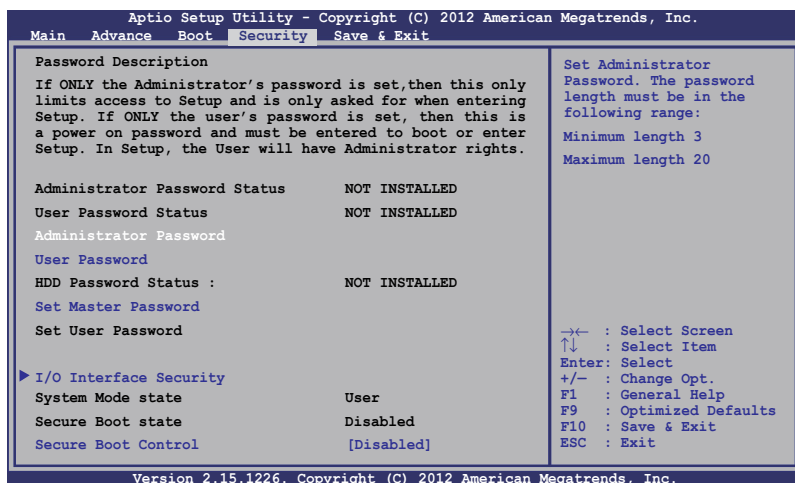 Aptio Setup Utility - Copyright (C) 2012 American Megatrends, Inc.
Main Advance Boot Security Save & Exit
Password Description
If ONLY the Administrator's password is set,then this only
limits access to Setup and is only asked for when entering
Setup. If ONLY the user's password is set, then this is
a power on password and must be entered to boot or enter
Setup. In Setup, the User will have Administrator rights.
Administrator Password Status NOT INSTALLED
User Password Status NOT INSTALLED
Administrator Password
User Password
HDD Password Status : NOT INSTALLED
Set Master Password
Set User Password
I/O Interface Security
System Mode state User
Secure Boot state Disabled
Secure Boot Control [Disabled]
Set Administrator
Password. The password
length must be in the
following range:
Minimum length 3
Maximum length 20
→← : Select Screen
↑↓ : Select Item
Enter: Select
+/— : Change Opt.
F1 : General Help
F9 : Optimized Defaults
F10 : Save & Exit
ESC : Exit
Version 2.15.1226. Copyright (C) 2012 American Megatrends, Inc.